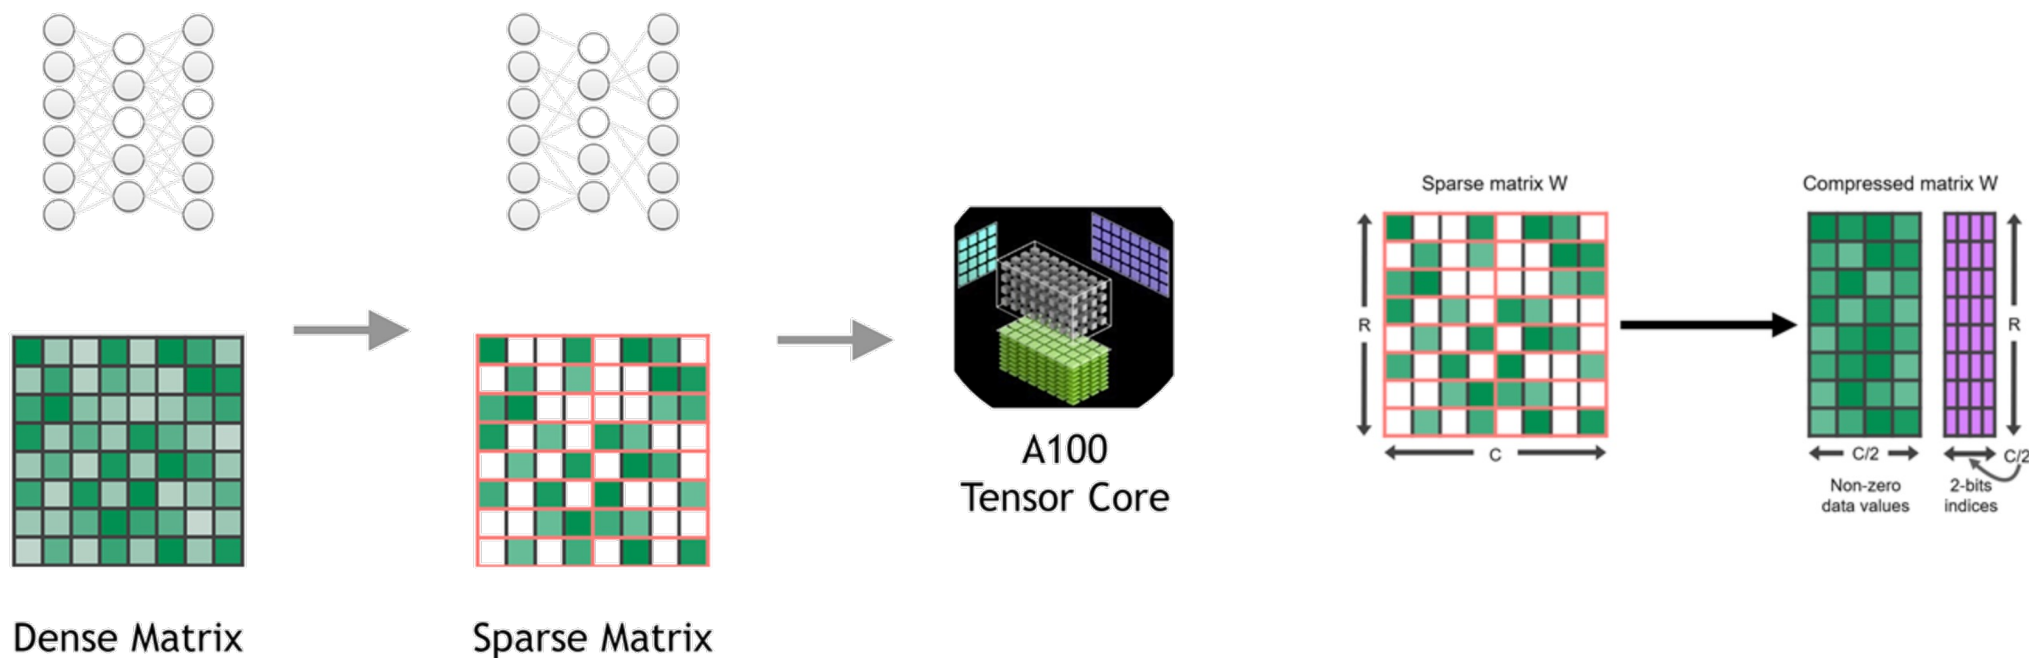 Dense Matrix
Sparse Matrix
A100
Tensor Core
Sparse matrix W
R
C
Compressed matrix W
R
C/2
C/2
Non-zero
data values
2-bits
indices